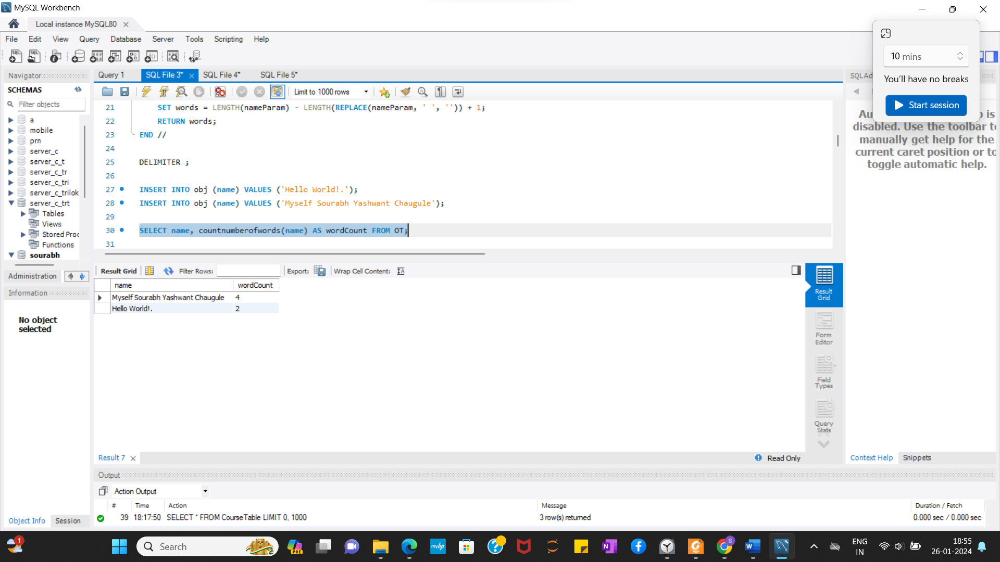 MySQL Workbench
Local instance MySQL80
File Edit View Query Database Server Tools Scripting Help
10 mins
You'll have no breaks
Start session
Navigator
SCHEMAS
Filter objects
a
mobile
prn
server_c
server_c_t
server_c_tr
server_c_tri
server_c_trilok
server_c_trt
Tables
Views
Stored Proc
Functions
sourabh
Administration
Information
No object
selected
Object Info Session
Query 1 SQL File 3* SQL File 4* SQL File 5*
Limit to 1000 rows
21 SET words = LENGTH(nameParam) - LENGTH(REPLACE(nameParam, ' ', '')) + 1;
22 RETURN words;
23 END //
24
25 DELIMITER ;
26
27 INSERT INTO obj (name) VALUES ('Hello World!.');
28 INSERT INTO obj (name) VALUES ('Myself Sourabh Yashwant Chaugule');
29
30 SELECT name, countnumberofwords(name) AS wordCount FROM OT;
31
Result Grid Filter Rows: Export: Wrap Cell Content:
name wordCount
Myself Sourabh Yashwant Chaugule 4
Hello World!. 2
Result
Grid
Form
Editor
Field
Types
Query
Stats
Result 7
Read Only
SQLAd
Au is
disabled. Use the toolbar to
manually get help for the
current caret position or to
toggle automatic help.
Context Help Snippets
Output
Action Output
# Time Action Message Duration / Fetch
39 18:17:50 SELECT * FROM CourseTable LIMIT 0, 1000 3 row(s) returned 0.000 sec / 0.000 sec
1
Search
PRE
myhp
?
N
PDF
S
W
ENG
IN
18:55
26-01-2024